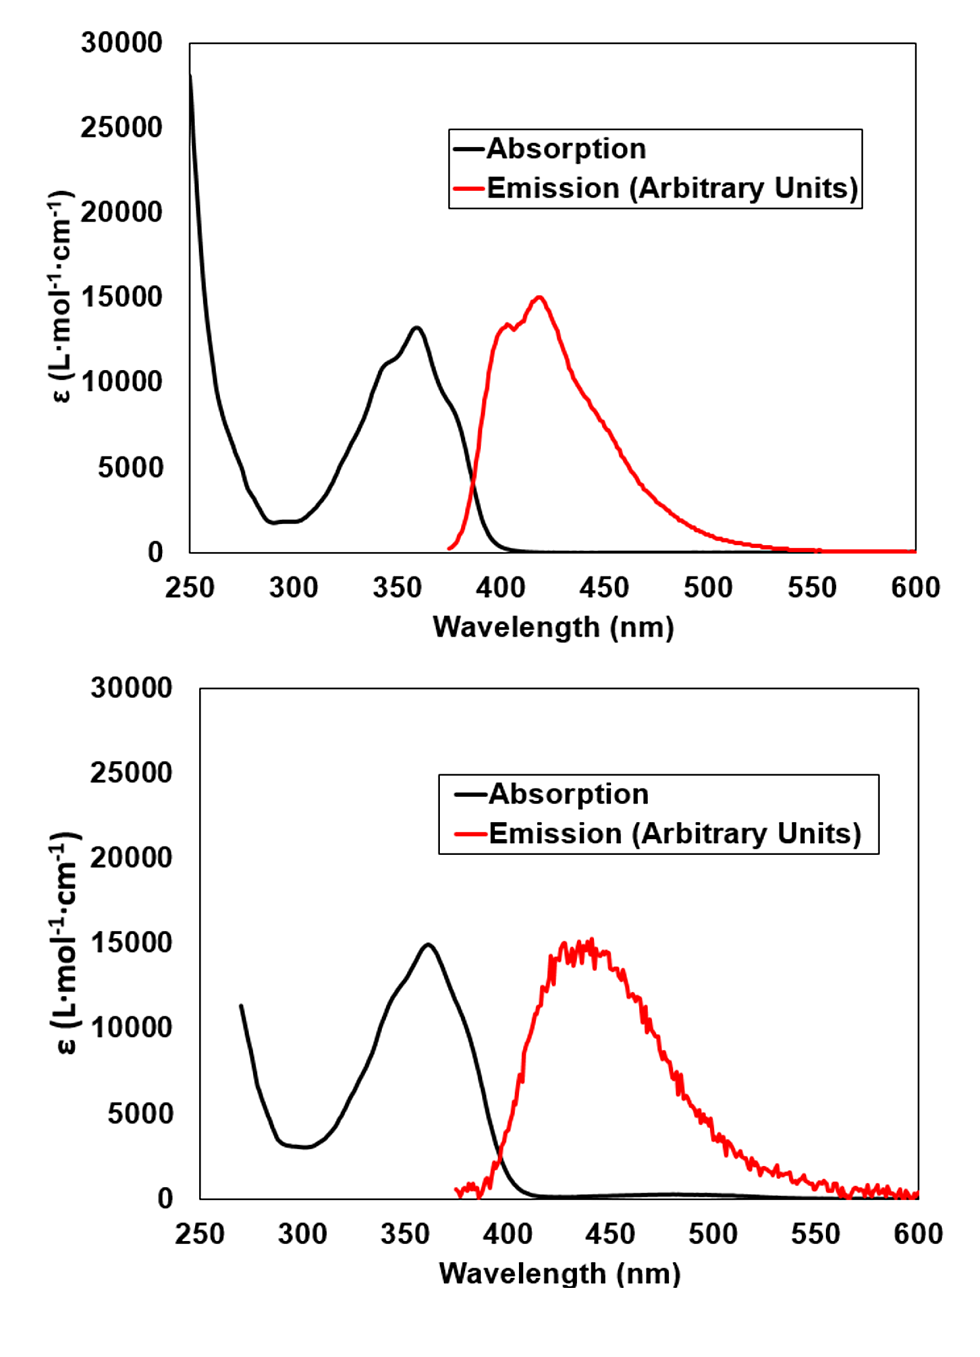 30000
25000
20000
15000
10000
5000
0
ε (L·mol⁻¹·cm⁻¹)
Absorption
Emission (Arbitrary Units)
250 300 350 400 450 500 550 600
Wavelength (nm)
30000
25000
20000
15000
10000
5000
0
ε (L·mol⁻¹·cm⁻¹)
Absorption
Emission (Arbitrary Units)
250 300 350 400 450 500 550 600
Wavelength (nm)